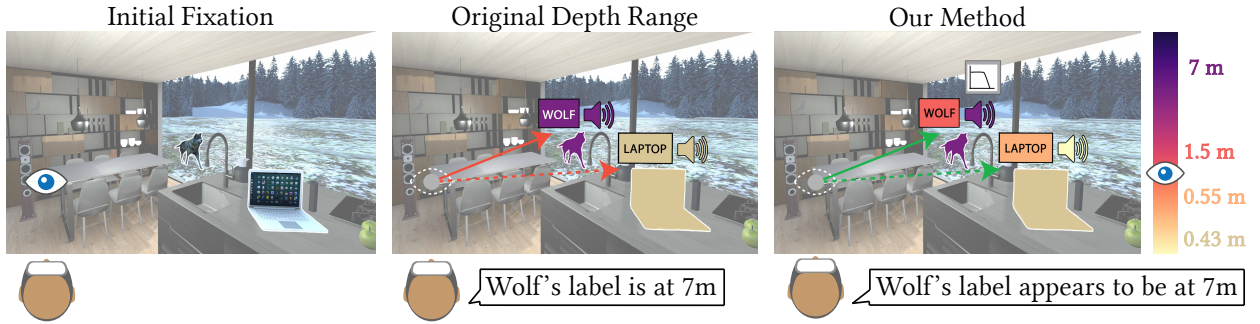 Initial Fixation
Original Depth Range
Our Method
WOLF
LAPTOP
WOLF
LAPTOP
7 m
1.5 m
0.55 m
0.43 m
Wolf's label is at 7m
Wolf's label appears to be at 7m